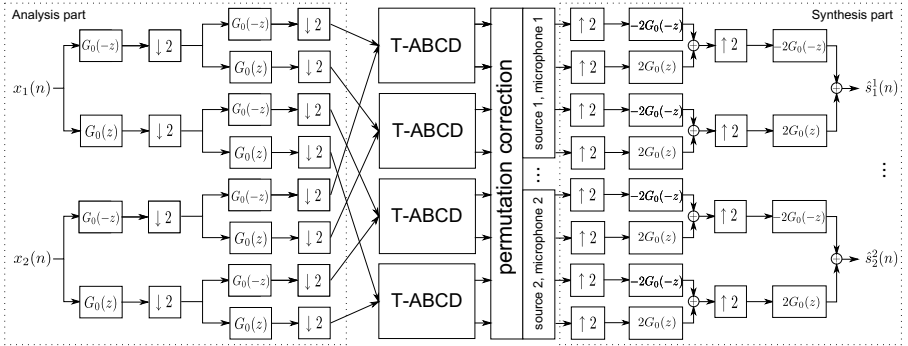 Analysis part
Synthesis part
x₁(n)
G₀(−z) ↓2 G₀(−z) ↓2
G₀(z) ↓2
G₀(z) ↓2 G₀(−z) ↓2
G₀(z) ↓2
x₂(n)
G₀(−z) ↓2 G₀(−z) ↓2
G₀(z) ↓2
G₀(z) ↓2 G₀(−z) ↓2
G₀(z) ↓2
T-ABCD
T-ABCD
T-ABCD
T-ABCD
permutation correction
source 1, microphone 1
...
source 2, microphone 2
↑2 −2G₀(−z) ↑2 −2G₀(−z)
↑2 2G₀(z)
↑2 −2G₀(−z) ↑2 2G₀(z)
↑2 2G₀(z)
ŝ₁¹(n)
...
↑2 −2G₀(−z) ↑2 −2G₀(−z)
↑2 2G₀(z)
↑2 −2G₀(−z) ↑2 2G₀(z)
↑2 2G₀(z)
ŝ₂²(n)